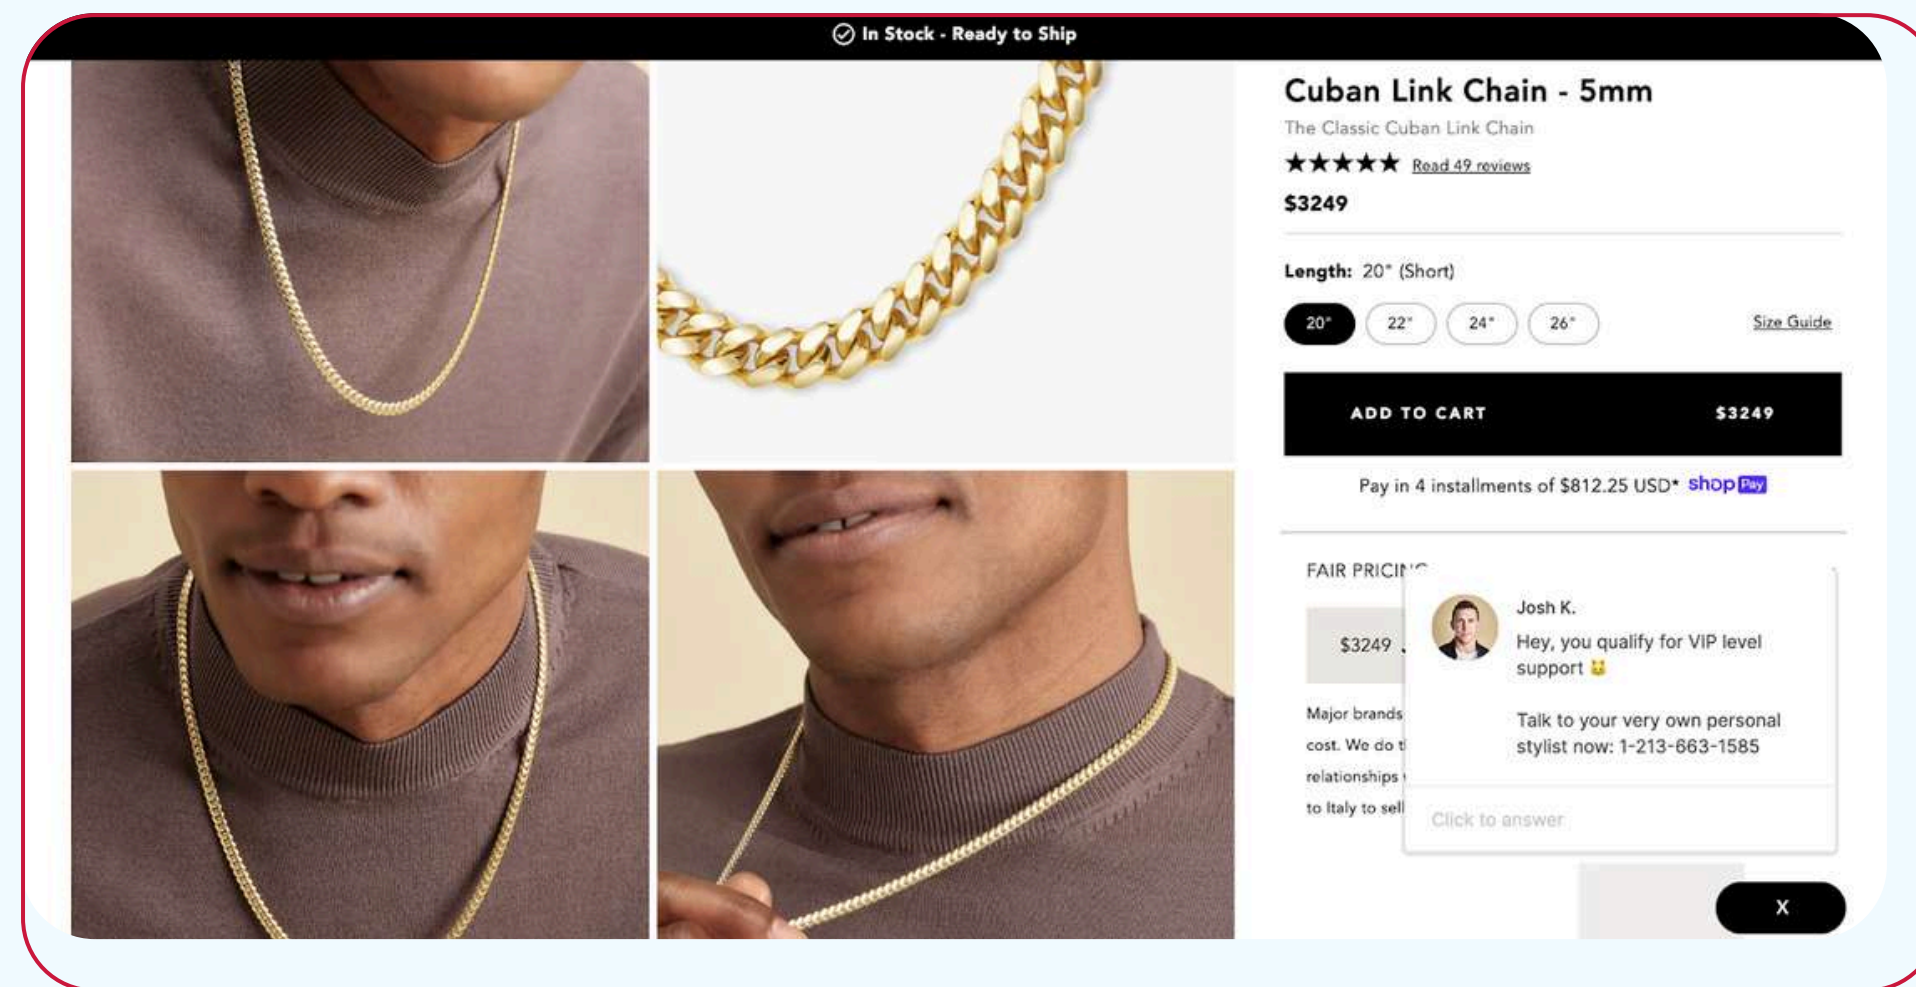 In Stock - Ready to Ship
Cuban Link Chain - 5mm
The Classic Cuban Link Chain
Read 49 reviews
$3249
Length: 20" (Short)
20" 22" 24" 26" Size Guide
ADD TO CART $3249
Pay in 4 installments of $812.25 USD* shop Pay
FAIR
$3249
Major brands
cost. We do
relationships
to Italy to sell
Josh K.
Hey, you qualify for VIP level
support
Talk to your very own personal
stylist now: 1-213-663-1585
Click to answer
X